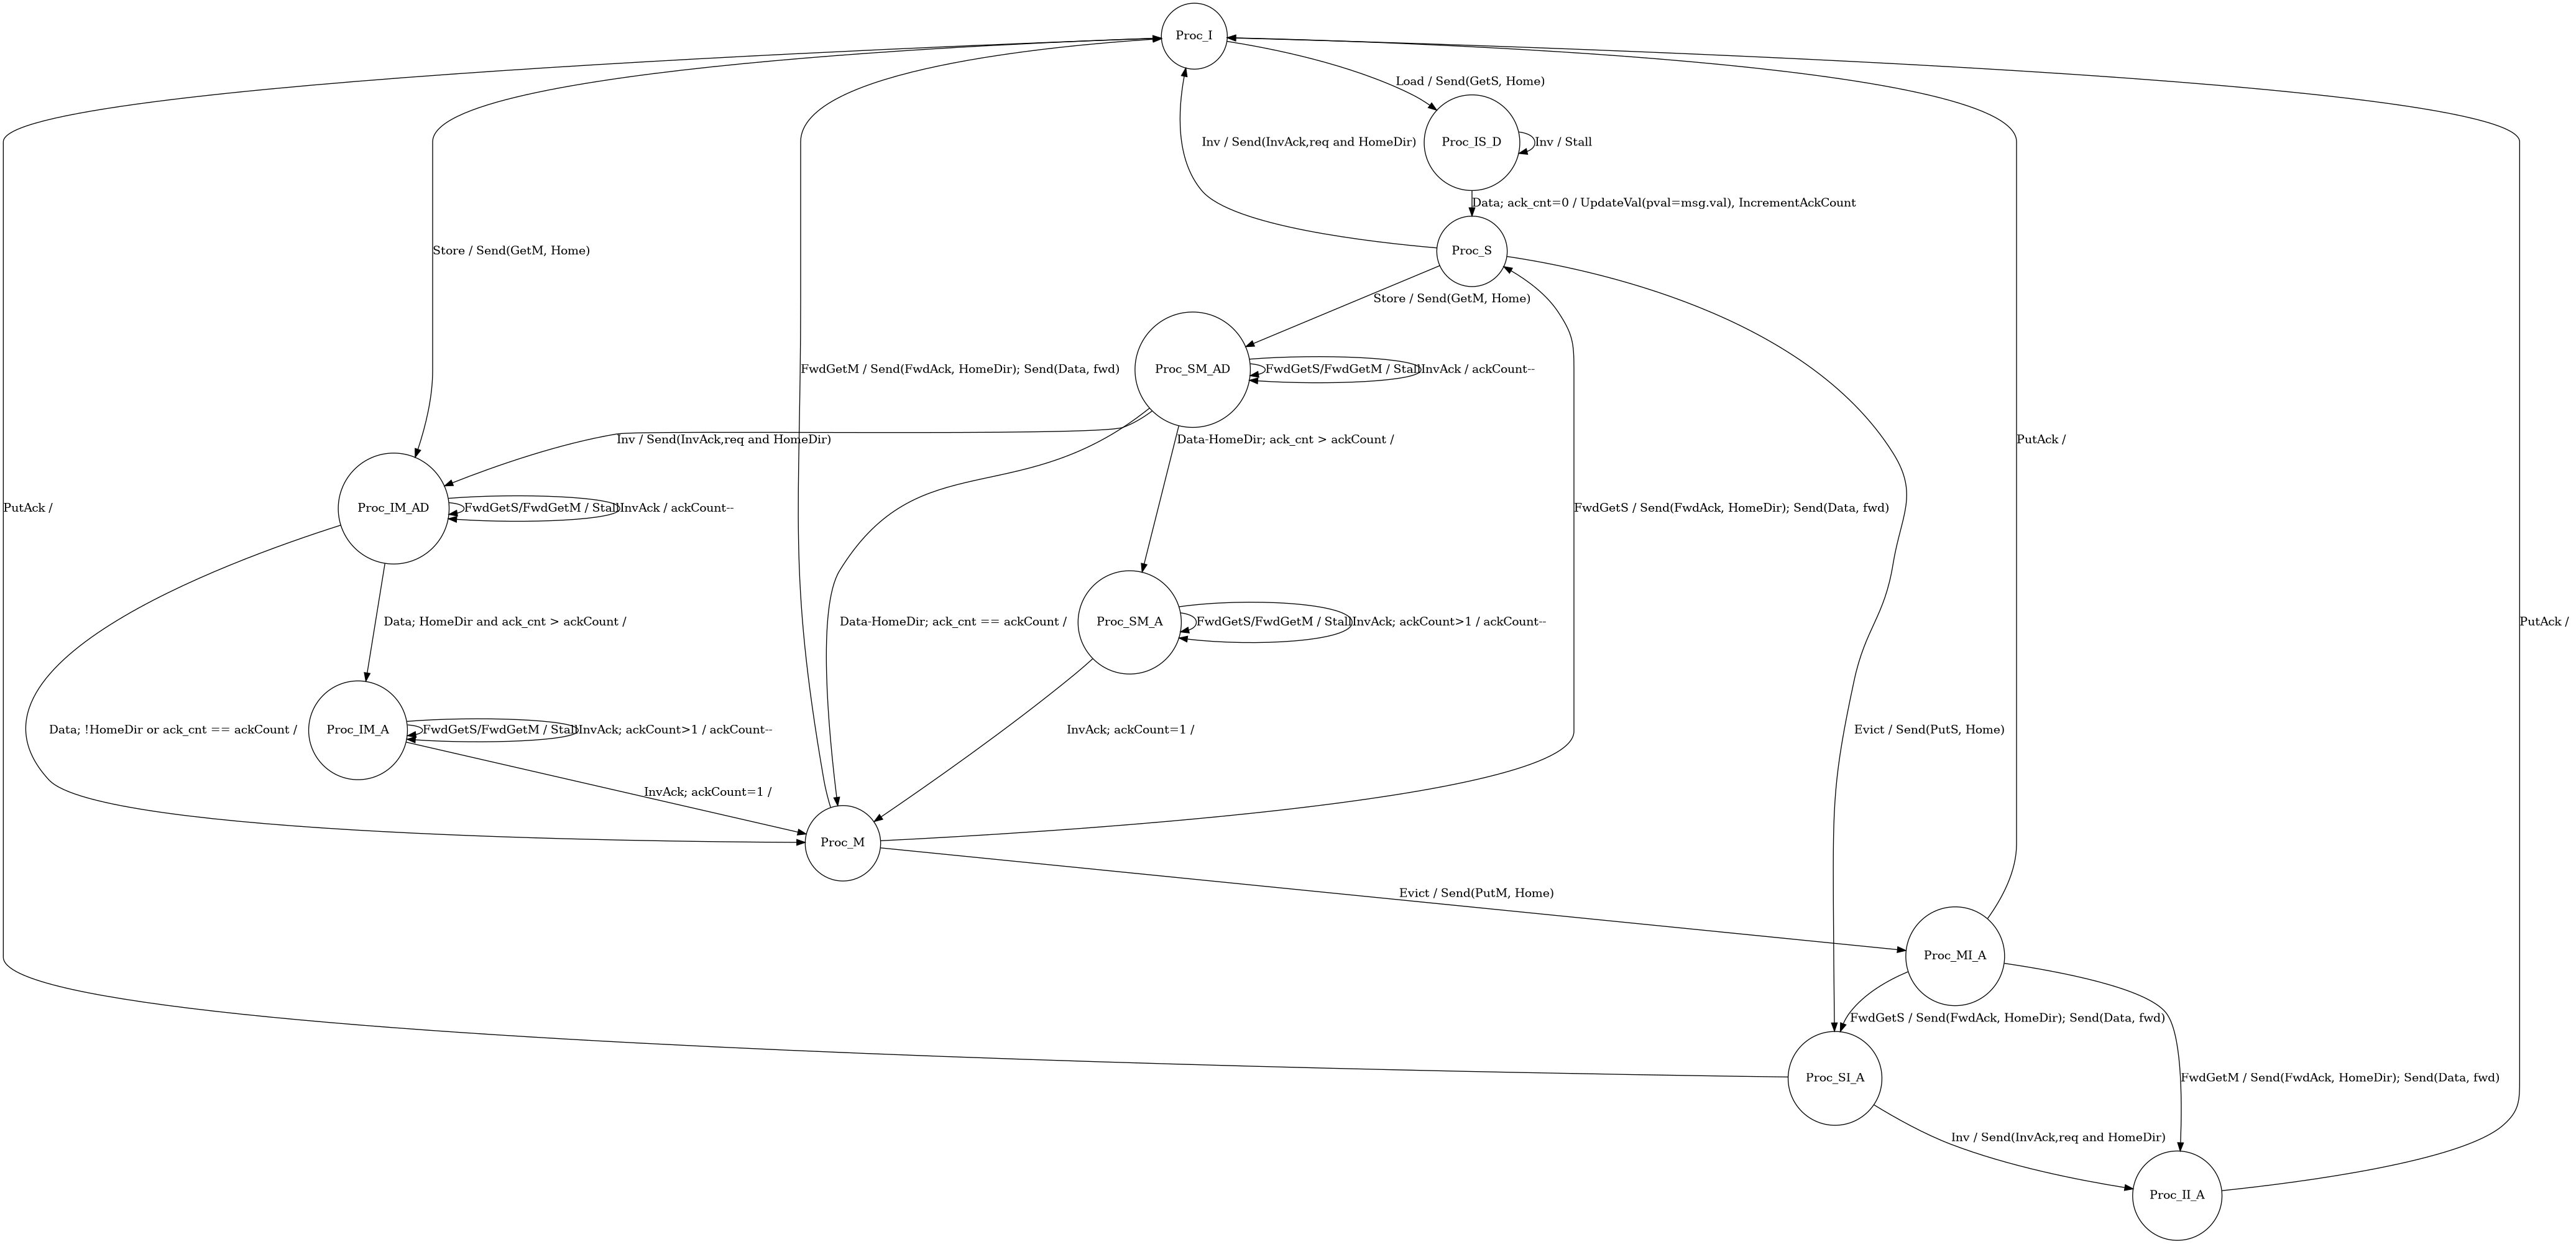 Proc_I
Load / Send(GetS, Home)
Proc_IS_D
Inv / Stall
Inv / Send(InvAck,req and HomeDir)
Data; ack_cnt=0 / UpdateVal(pval=msg.val), IncrementAckCount
Proc_S
Store / Send(GetM, Home)
Store / Send(GetM, Home)
Proc_SM_AD
FwdGetS/FwdGetM / Stall
InvAck / ackCount--
FwdGetM / Send(FwdAck, HomeDir); Send(Data, fwd)
Inv / Send(InvAck,req and HomeDir)
Data-HomeDir; ack_cnt > ackCount /
PutAck /
PutAck /
Proc_IM_AD
FwdGetS/FwdGetM / Stall
InvAck / ackCount--
FwdGetS / Send(FwdAck, HomeDir); Send(Data, fwd)
Data; HomeDir and ack_cnt > ackCount /
Data-HomeDir; ack_cnt == ackCount /
Proc_SM_A
FwdGetS/FwdGetM / Stall
InvAck; ackCount>1 / ackCount--
PutAck /
Data; !HomeDir or ack_cnt == ackCount /
Proc_IM_A
FwdGetS/FwdGetM / Stall
InvAck; ackCount>1 / ackCount--
InvAck; ackCount=1 /
Evict / Send(PutS, Home)
InvAck; ackCount=1 /
Proc_M
Evict / Send(PutM, Home)
Proc_MI_A
FwdGetS / Send(FwdAck, HomeDir); Send(Data, fwd)
Proc_SI_A
FwdGetM / Send(FwdAck, HomeDir); Send(Data, fwd)
Inv / Send(InvAck,req and HomeDir)
Proc_II_A